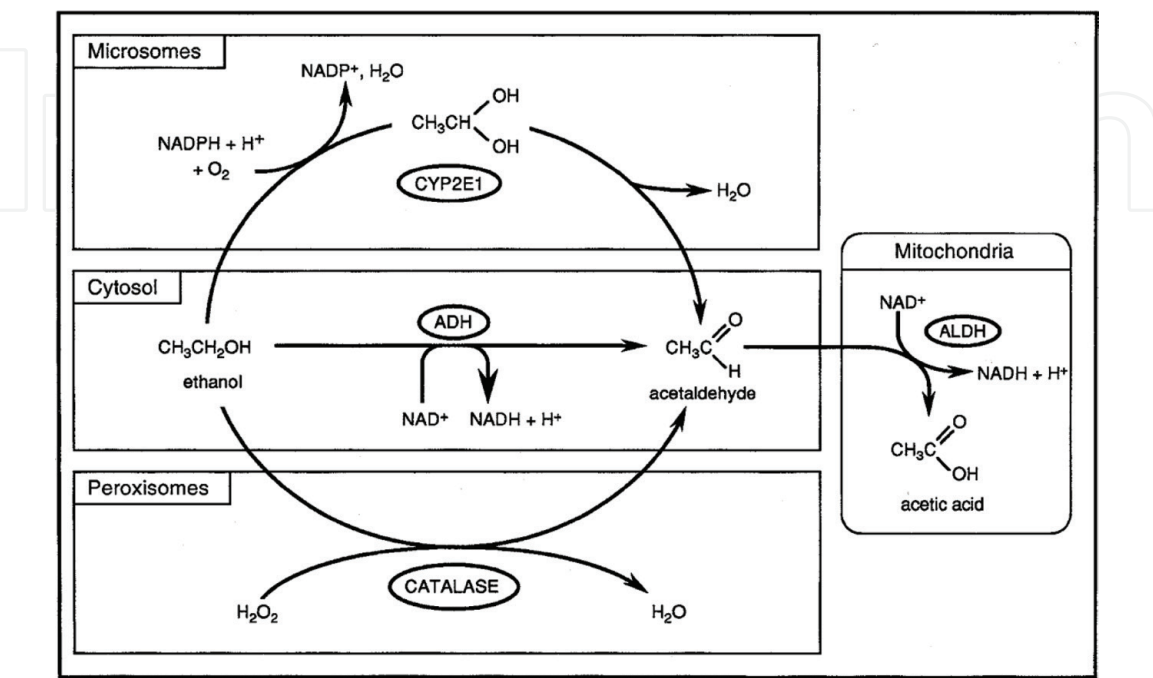 Microsomes
NADP+, H₂O
NADPH + H⁺
+ O₂
OH
CH₃CH
OH
CYP2E1
H₂O
Cytosol
ADH
CH₃CH₂OH
ethanol
NAD⁺
NADH + H⁺
O
CH₃C
H
acetaldehyde
Mitochondria
NAD⁺
ALDH
NADH + H⁺
O
CH₃C
OH
acetic acid
Peroxisomes
CATALASE
H₂O₂
H₂O